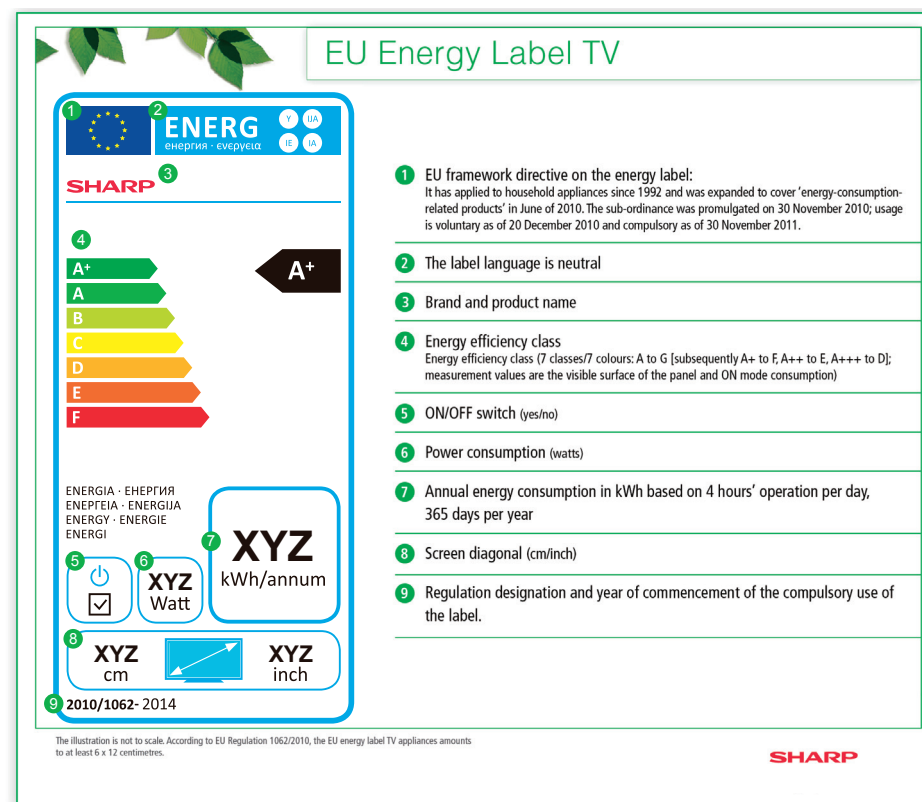 EU Energy Label TV
1
2
ENERG
енергия · ενεργεια
Y
IJA
IE
IA
SHARP
3
4
A+
A
B
C
D
E
F
A+
ENERGIA · ЕНЕРГИЯ
ΕΝΕΡΓΕΙΑ · ENERGIJA
ENERGY · ENERGIE
ENERGI
5
6
XYZ
Watt
7
XYZ
kWh/annum
8
XYZ
cm
XYZ
inch
9
2010/1062- 2014
1 EU framework directive on the energy label:
It has applied to household appliances since 1992 and was expanded to cover ‘energy-consumption-
related products’ in June of 2010. The sub-ordinance was promulgated on 30 November 2010; usage
is voluntary as of 20 December 2010 and compulsory as of 30 November 2011.
2 The label language is neutral
3 Brand and product name
4 Energy efficiency class
Energy efficiency class (7 classes/7 colours: A to G [subsequently A+ to F, A++ to E, A+++ to D];
measurement values are the visible surface of the panel and ON mode consumption)
5 ON/OFF switch (yes/no)
6 Power consumption (watts)
7 Annual energy consumption in kWh based on 4 hours’ operation per day,
365 days per year
8 Screen diagonal (cm/inch)
9 Regulation designation and year of commencement of the compulsory use of
the label.
The illustration is not to scale. According to EU Regulation 1062/2010, the EU energy label TV appliances amounts
to at least 6 x 12 centimetres.
SHARP